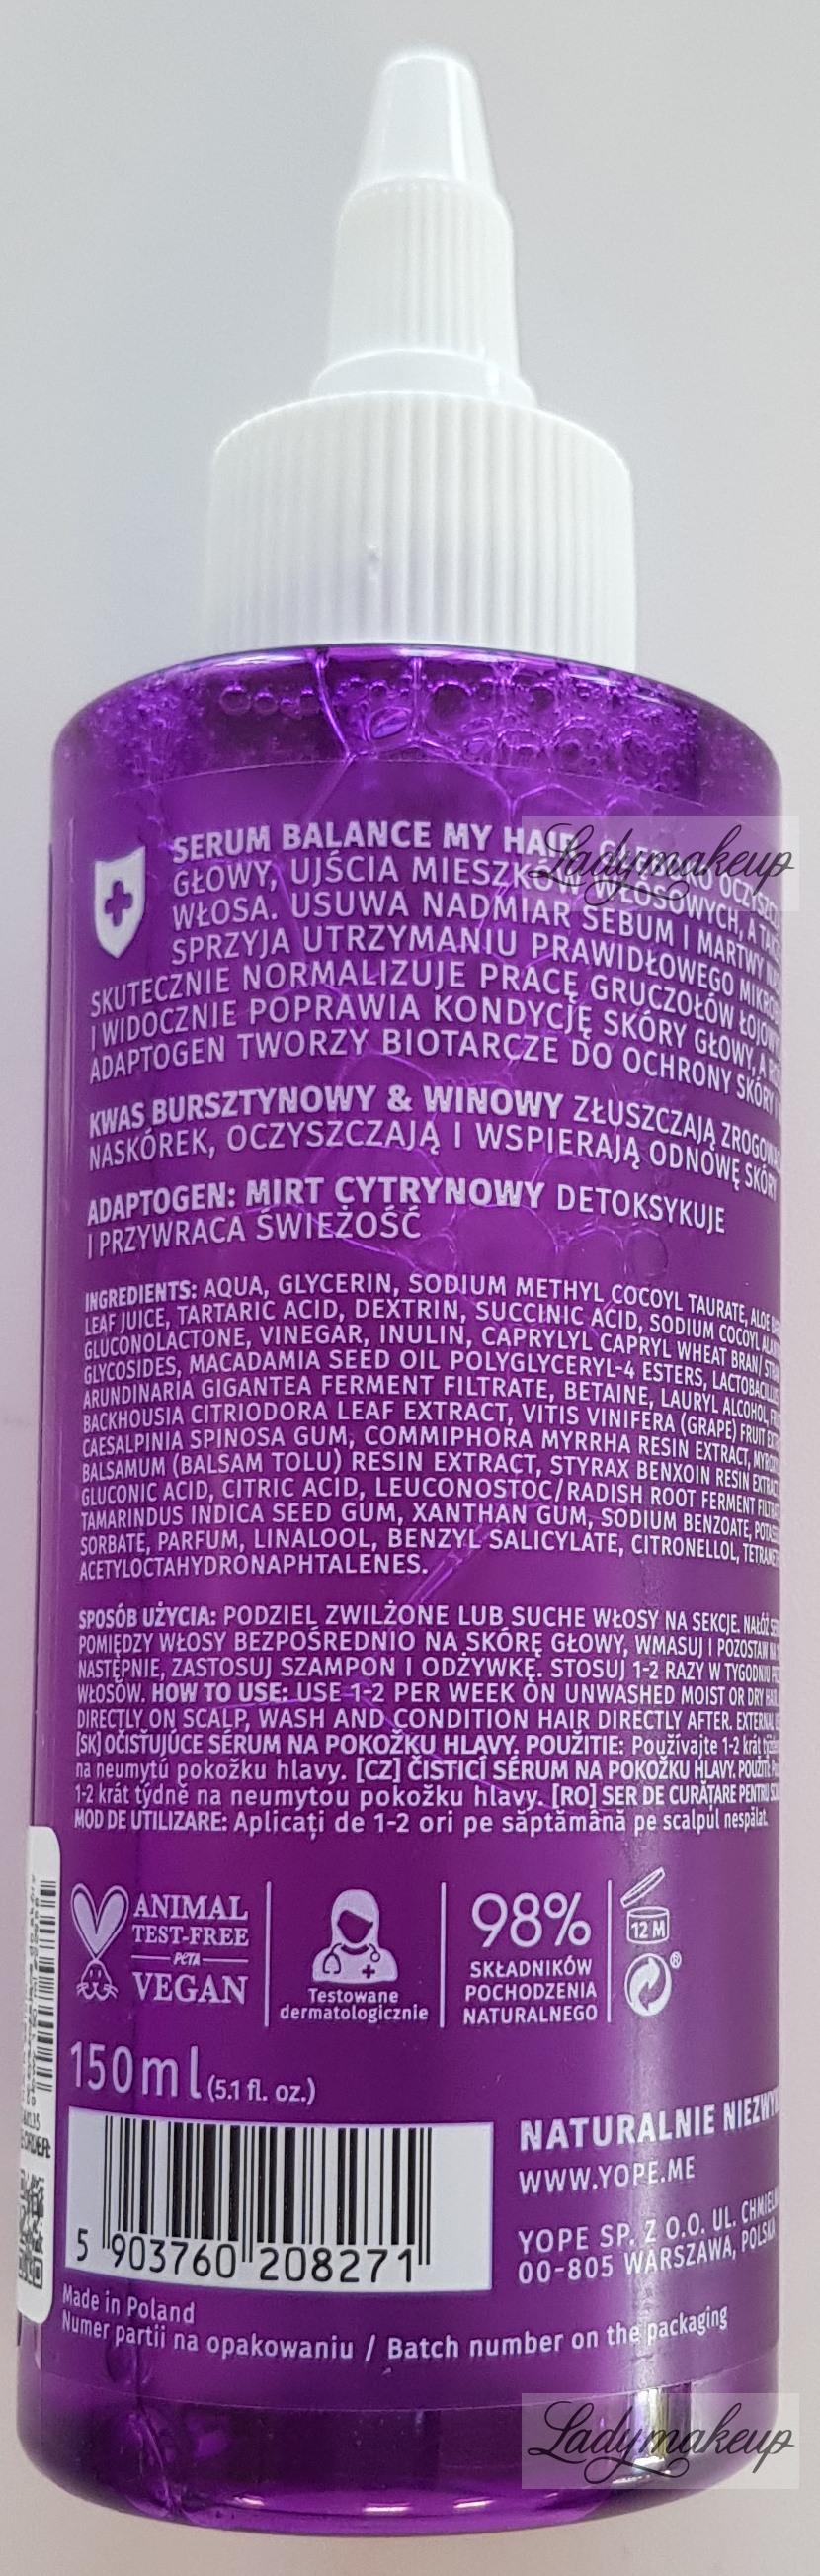 SERUM BALANCE MY HAIR
GŁOWY, UJŚCIA MIESZKÓW WŁOSOWYCH, A
WŁOSA. USUWA NADMIAR SEBUM I MARTWY
SPRZYJA UTRZYMANIU PRAWIDŁOWEGO
SKUTECZNIE NORMALIZUJE PRACĘ GRUCZOŁÓW
I WIDOCZNIE POPRAWIA KONDYCJĘ SKÓRY GŁOWY, A
ADAPTOGEN TWORZY BIOTARCZE DO OCHRONY SKÓRY
KWAS BURSZTYNOWY & WINOWY ZŁUSZCZAJĄ
NASKÓREK, OCZYSZCZAJĄ I WSPIERAJĄ ODNOWĘ SKÓRY
ADAPTOGEN: MIRT CYTRYNOWY DETOKSYKUJE
I PRZYWRACA ŚWIEŻOŚĆ
INGREDIENTS: AQUA, GLYCERIN, SODIUM METHYL COCOYL TAURATE, ALOE
LEAF JUICE, TARTARIC ACID, DEXTRIN, SUCCINIC ACID, SODIUM COCOYL
GLUCONOLACTONE, VINEGAR, INULIN, CAPRYLYL CAPRYL WHEAT BRAN/
GLYCOSIDES, MACADAMIA SEED OIL POLYGLYCERYL-4 ESTERS,
ARUNDINARIA GIGANTEA FERMENT FILTRATE, BETAINE, LAURYL ALCOHOL,
BACKHOUSIA CITRIODORA LEAF EXTRACT, VITIS VINIFERA (GRAPE) FRUIT
CAESALPINIA SPINOSA GUM, COMMIPHORA MYRRHA RESIN EXTRACT,
BALSAMUM (BALSAM TOLU) RESIN EXTRACT, STYRAX BENXOIN RESIN EXTRACT
GLUCONIC ACID, CITRIC ACID, LEUCONOSTOC/RADISH ROOT FERMENT
TAMARINDUS INDICA SEED GUM, XANTHAN GUM, SODIUM BENZOATE,
SORBATE, PARFUM, LINALOOL, BENZYL SALICYLATE, CITRONELLOL,
ACETYLOCTAHYDRONAPHTALENES.
SPOSÓB UŻYCIA: PODZIEL ZWILŻONE LUB SUCHE WŁOSY NA SEKCJE. NAŁÓŻ
POMIĘDZY WŁOSY BEZPOŚREDNIO NA SKÓRĘ GŁOWY, WMASUJ I POZOSTAW
NASTĘPNIE, ZASTOSUJ SZAMPON I ODŻYWKĘ. STOSUJ 1-2 RAZY W TYGODNIU
WŁOSÓW. HOW TO USE: USE 1-2 PER WEEK ON UNWASHED MOIST OR DRY HAIR
DIRECTLY ON SCALP, WASH AND CONDITION HAIR DIRECTLY AFTER. EXTERNAL
[SK] OČISŤUJÚCE SÉRUM NA POKOŽKU HLAVY. POUŽITIE: Používajte 1-2 krát
na neumytú pokožku hlavy. [CZ] ČISTICÍ SÉRUM NA POKOŽKU HLAVY. POUŽITÍ:
1-2 krát týdně na neumytou pokožku hlavy. [RO] SER DE CURĂȚARE PENTRU
MOD DE UTILIZARE: Aplicați de 1-2 ori pe săptămână pe scalpul nespălat.
ANIMAL
TEST-FREE
PETA
VEGAN
Testowane
dermatologicznie
98%
SKŁADNIKÓW
POCHODZENIA
NATURALNEGO
12 M
®
150ml (5.1 fl. oz.)
5 903760 208271
NATURALNIE
WWW.YOPE.ME
YOPE SP. Z O.O. UL.
00-805 WARSZAWA, POLSKA
Made in Poland
Numer partii na opakowaniu / Batch number on the packaging
Ladymakeup
Ladymakeup